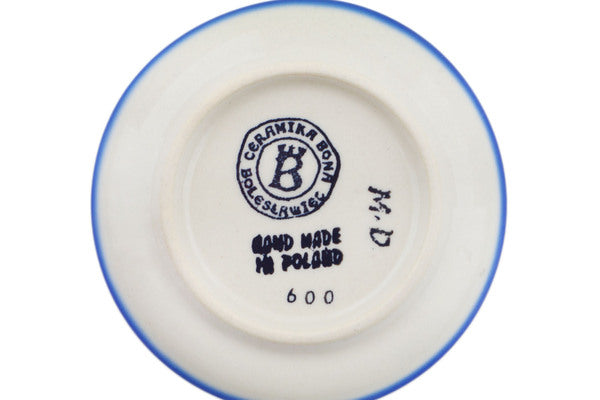 CERAMIKA BONA
BOLESŁAWIEC
B
HAND MADE
IN POLAND
M.D
600